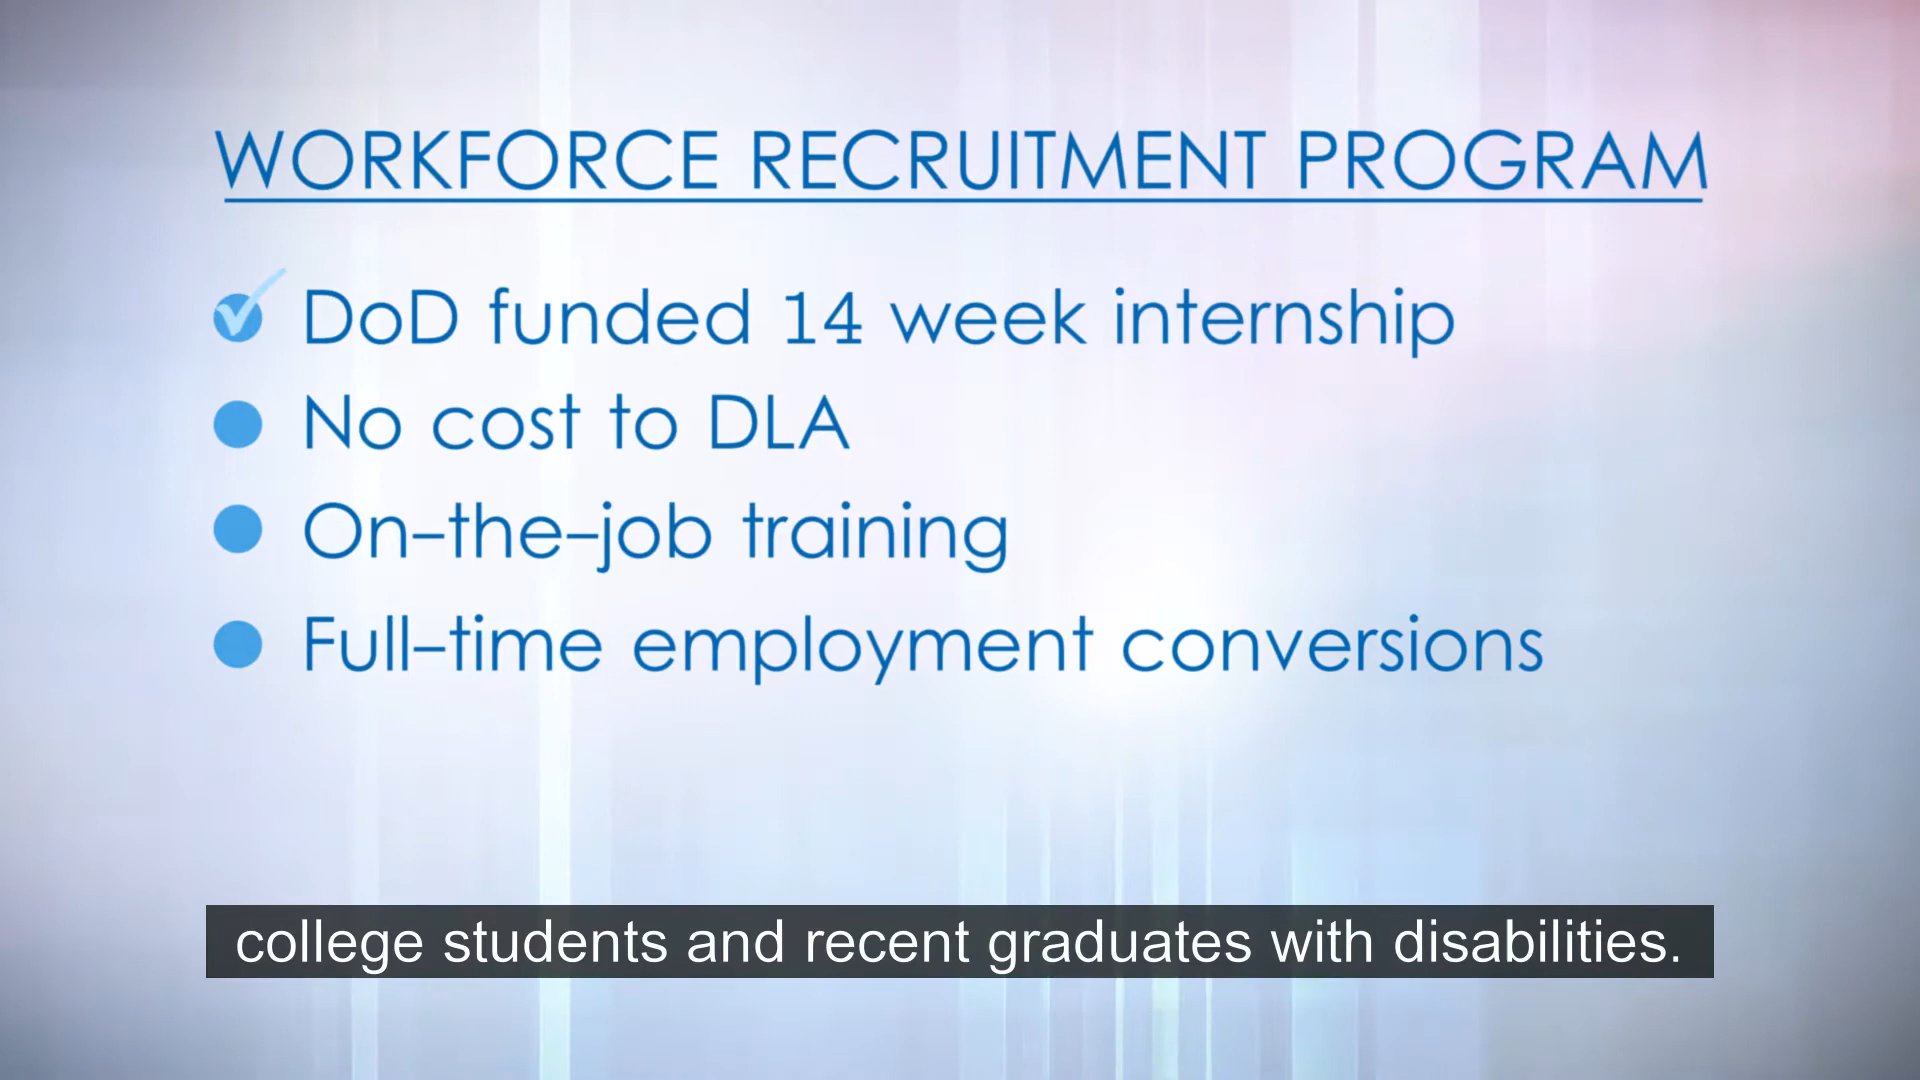 WORKFORCE RECRUITMENT PROGRAM
DoD funded 14 week internship
No cost to DLA
On-the-job training
Full-time employment conversions
college students and recent graduates with disabilities.